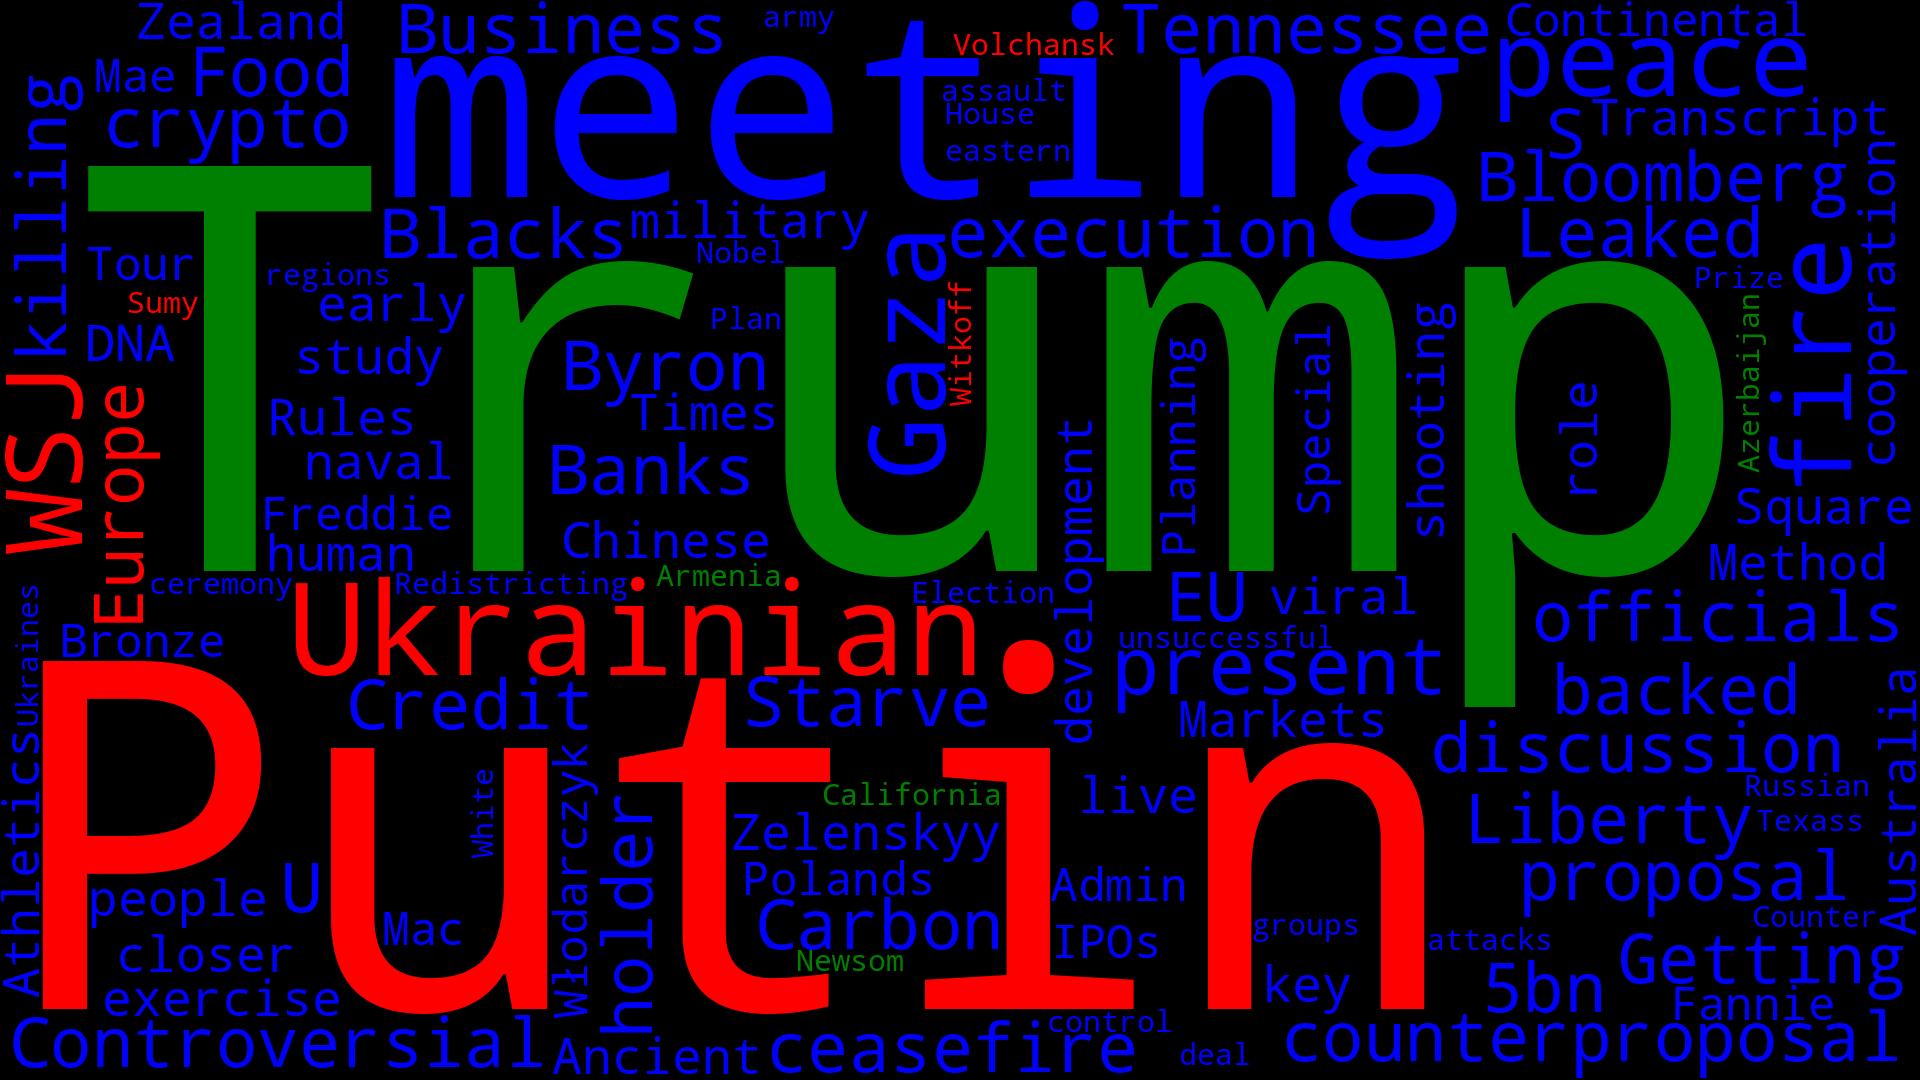 Zealand
Business
army
Volchansk
Tennessee
Continental
Mae
Food
meeting
peace
crypto
assault
House
eastern
S
Transcript
killing
Bloomberg
Trump
Blacks
military
Nobel
execution
Leaked
cooperation
Tour
regions
Gaza
Witkoff
Prize
fire
Sumy
early
Plan
Azerbaijan
DNA
study
Byron
Planning
Special
shooting
role
WSJ
Europe
Rules
Times
naval
Banks
development
Square
Freddie
Chinese
human
ceremony
Redistricting
Armenia
Election
EU
viral
Method
Ukrainian
officials
Ukraines
Bronze
unsuccessful
present
Putin
Credit
Starve
Markets
backed
Australia
Athletics
White
Włodarczyk
holder
California
live
discussion
Russian
Zelenskyy
Liberty
Texass
people
U
Polands
Admin
proposal
Mac
Carbon
groups
Counter
closer
Newsom
IPOs
attacks
Getting
exercise
key
5bn
Fannie
Controversial
Ancient
ceasefire
control
deal
counterproposal